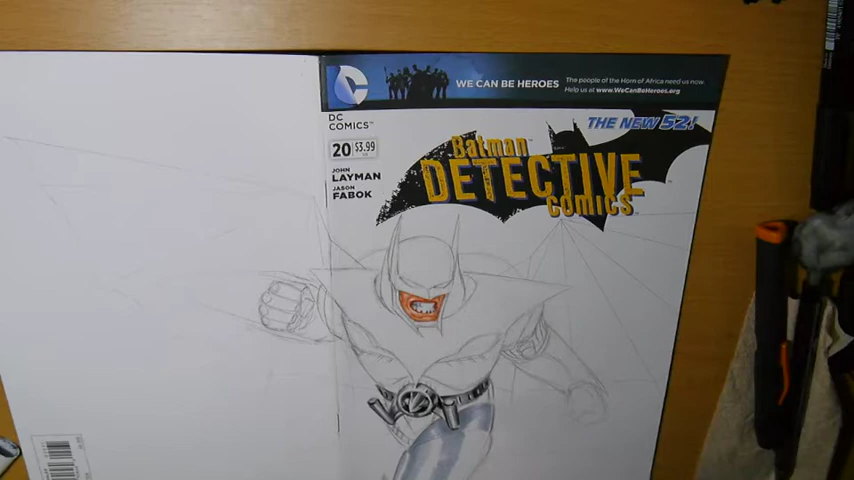 WE CAN BE HEROES
The people of the Horn of Africa need us now.
Help us at www.WeCanBeHeroes.org
DC
COMICS™
THE NEW 52!
20 $3.99
JOHN
LAYMAN
JASON
FABOK
Batman
DETECTIVE
COMICS